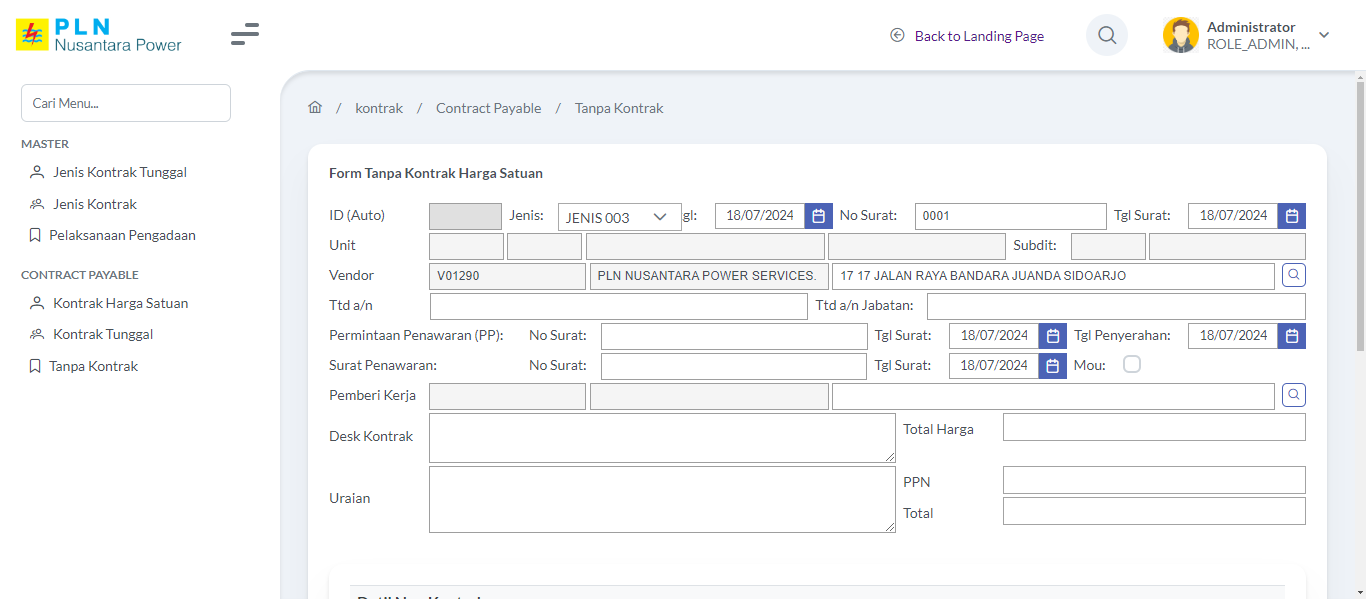 PLN
Nusantara Power
Back to Landing Page
Administrator
ROLE_ADMIN, ...
Cari Menu...
MASTER
Jenis Kontrak Tunggal
Jenis Kontrak
Pelaksanaan Pengadaan
CONTRACT PAYABLE
Kontrak Harga Satuan
Kontrak Tunggal
Tanpa Kontrak
/ kontrak / Contract Payable / Tanpa Kontrak
Form Tanpa Kontrak Harga Satuan
ID (Auto) Jenis: JENIS 003 gl: 18/07/2024 No Surat: 0001 Tgl Surat: 18/07/2024
Unit Subdit:
Vendor V01290 PLN NUSANTARA POWER SERVICES. 17 17 JALAN RAYA BANDARA JUANDA SIDOARJO
Ttd a/n Ttd a/n Jabatan:
Permintaan Penawaran (PP): No Surat: Tgl Surat: 18/07/2024 Tgl Penyerahan: 18/07/2024
Surat Penawaran: No Surat: Tgl Surat: 18/07/2024 Mou:
Pemberi Kerja
Desk Kontrak Total Harga
Uraian PPN
Total